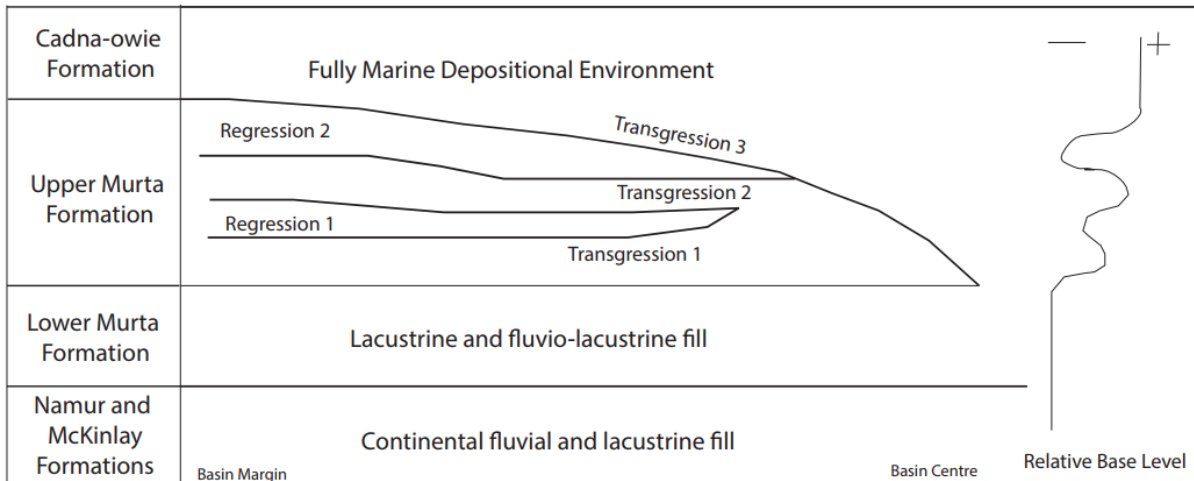 Cadna-owie
Formation
Fully Marine Depositional Environment
— +
Upper Murta
Formation
Regression 2
Transgression 3
Transgression 2
Regression 1
Transgression 1
Lower Murta
Formation
Lacustrine and fluvio-lacustrine fill
Namur and
McKinlay
Formations
Continental fluvial and lacustrine fill
Basin Margin
Basin Centre
Relative Base Level